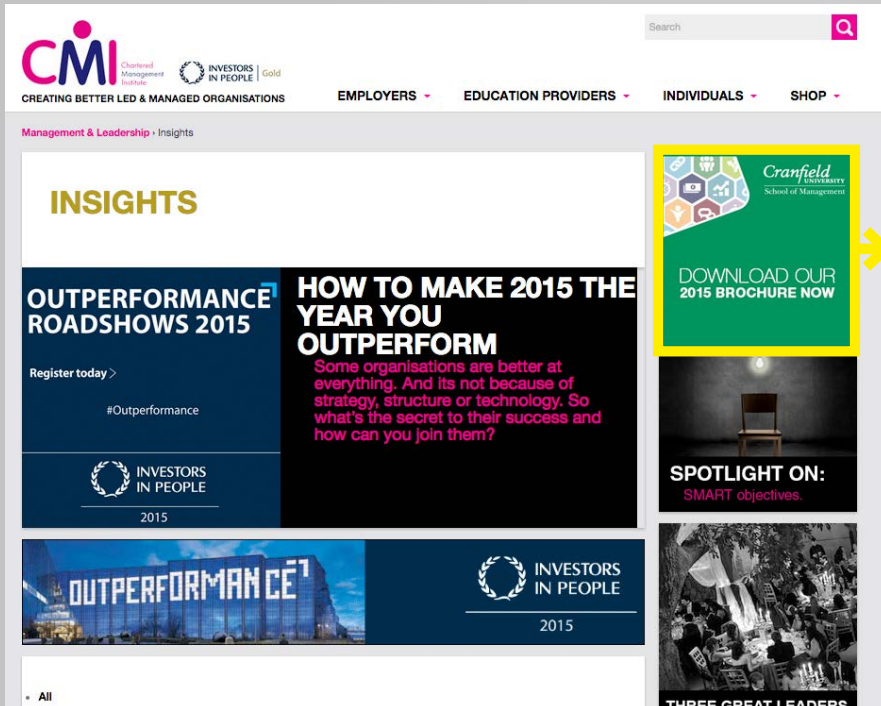 Search
CMI
Chartered
Management
Institute
INVESTORS
IN PEOPLE
Gold
CREATING BETTER LED & MANAGED ORGANISATIONS
EMPLOYERS
EDUCATION PROVIDERS
INDIVIDUALS
SHOP
Management & Leadership › Insights
INSIGHTS
OUTPERFORMANCE
ROADSHOWS 2015
Register today >
#Outperformance
INVESTORS
IN PEOPLE
2015
HOW TO MAKE 2015 THE
YEAR YOU
OUTPERFORM
Some organisations are better at
everything. And its not because of
strategy, structure or technology. So
what's the secret to their success and
how can you join them?
Cranfield
UNIVERSITY
School of Management
DOWNLOAD OUR
2015 BROCHURE NOW
SPOTLIGHT ON:
SMART objectives.
OUTPERFORMANCE
INVESTORS
IN PEOPLE
2015
All
THREE GREAT LEADERS